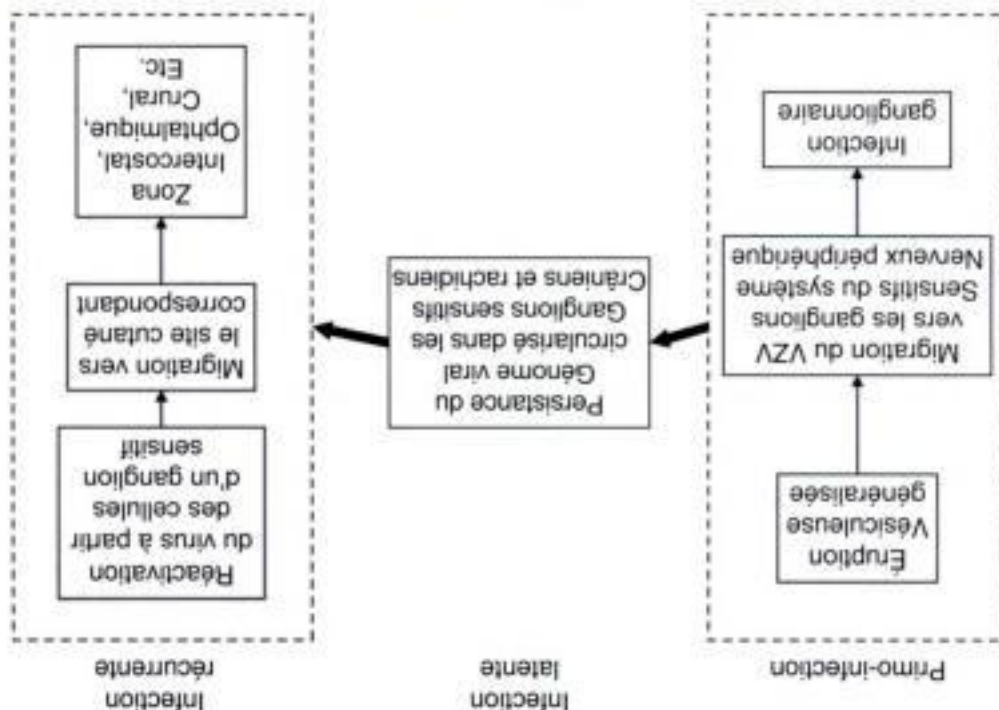 Primo-infection
Infection
latente
Infection
récurrente
Éruption
Vésiculeuse
généralisée
Migration du VZV
vers les ganglions
Sensitifs du système
Nerveux périphérique
Infection
ganglionnaire
Persistance du
Génome viral
circularisé dans les
Ganglions sensitifs
Crâniens et rachidiens
Réactivation
du virus à partir
des cellules
d'un ganglion
sensitif
Migration vers
le site cutané
correspondant
Zona
Intercostal,
Ophtalmique,
Crural,
Etc.